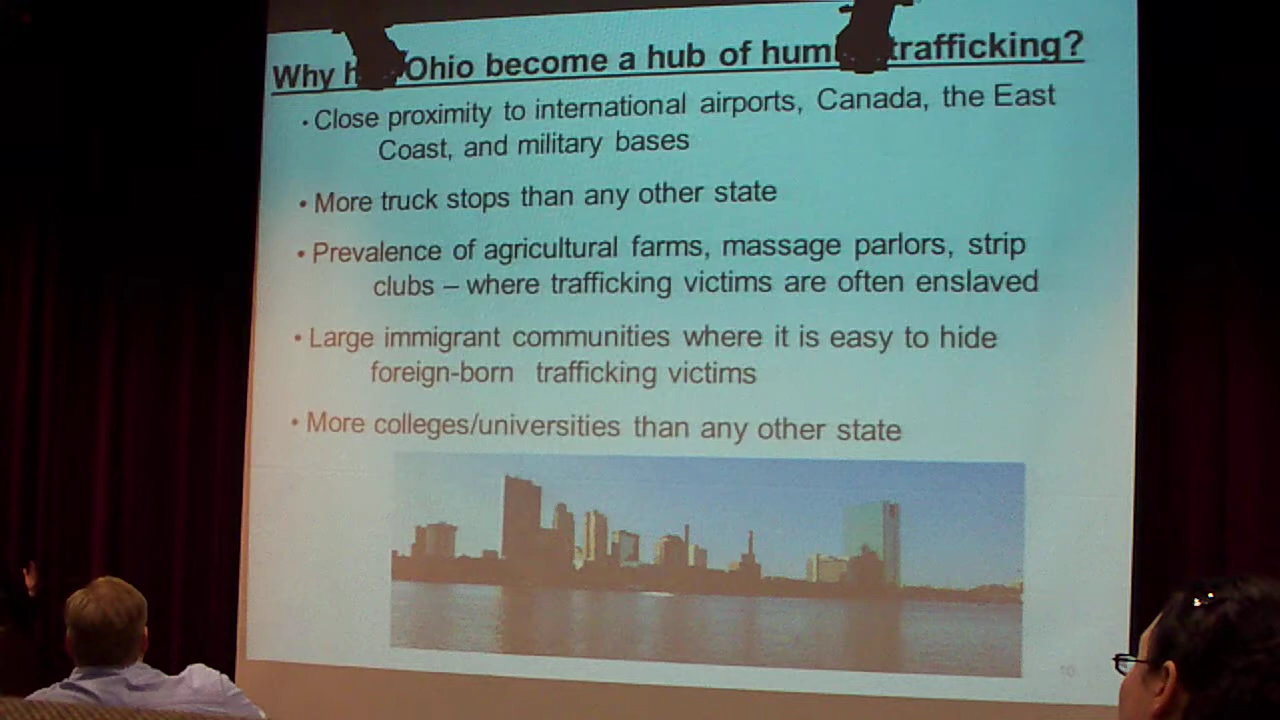 Why h Ohio become a hub of hum trafficking?
• Close proximity to international airports, Canada, the East
Coast, and military bases
• More truck stops than any other state
• Prevalence of agricultural farms, massage parlors, strip
clubs – where trafficking victims are often enslaved
• Large immigrant communities where it is easy to hide
foreign-born trafficking victims
• More colleges/universities than any other state
10